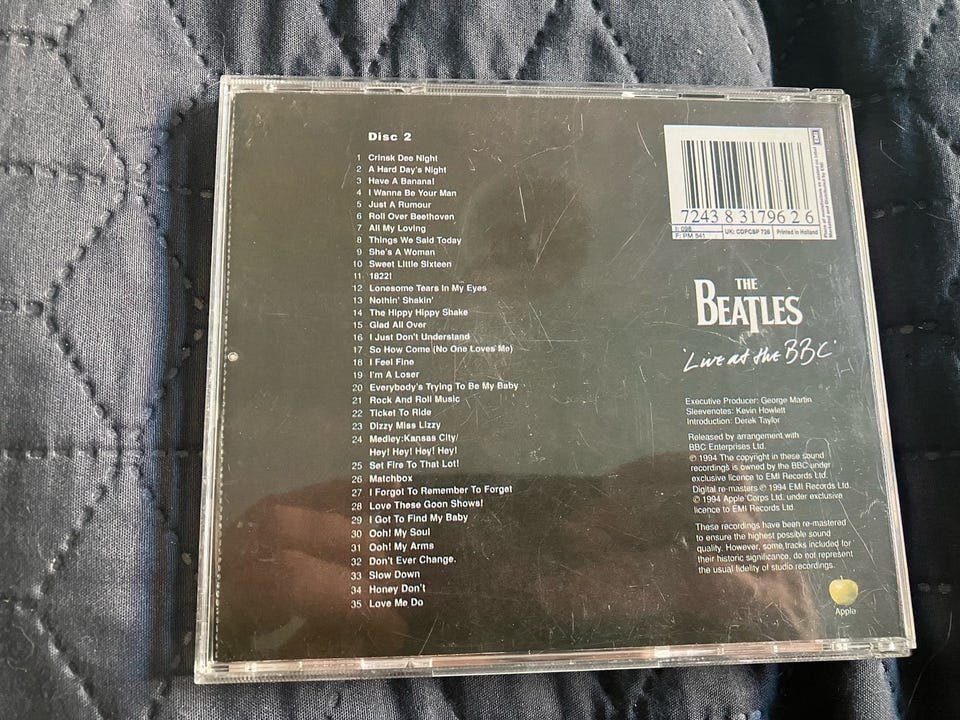 Disc 2
1 Crinsk Dee Night
2 A Hard Day's Night
3 Have A Banana!
4 I Wanna Be Your Man
5 Just A Rumour
6 Roll Over Beethoven
7 All My Loving
8 Things We Said Today
9 She's A Woman
10 Sweet Little Sixteen
11 1822!
12 Lonesome Tears In My Eyes
13 Nothin' Shakin'
14 The Hippy Hippy Shake
15 Glad All Over
16 I Just Don't Understand
17 So How Come (No One Loves Me)
18 I Feel Fine
19 I'm A Loser
20 Everybody's Trying To Be My Baby
21 Rock And Roll Music
22 Ticket To Ride
23 Dizzy Miss Lizzy
24 Medley:Kansas City/
Hey! Hey! Hey! Hey!
25 Set Fire To That Lot!
26 Matchbox
27 I Forgot To Remember To Forget
28 Love These Goon Shows!
29 I Got To Find My Baby
30 Ooh! My Soul
31 Ooh! My Arms
32 Don't Ever Change.
33 Slow Down
34 Honey Don't
35 Love Me Do
7243 8 31796 2 6
I: 098
F: PM 641
UK: CDPCSP 726
Printed in Holland
EMI
THE
BEATLES
'Live at the BBC'
Executive Producer: George Martin
Sleevenotes: Kevin Howlett
Introduction: Derek Taylor
Released by arrangement with
BBC Enterprises Ltd.
℗ 1994 The copyright in these sound
recordings is owned by the BBC under
exclusive licence to EMI Records Ltd.
Digital re-masters ℗ 1994 EMI Records Ltd.
© 1994 Apple Corps Ltd. under exclusive
licence to EMI Records Ltd.
These recordings have been re-mastered
to ensure the highest possible sound
quality. However, some tracks included for
their historic significance, do not represent
the usual fidelity of studio recordings.
Apple